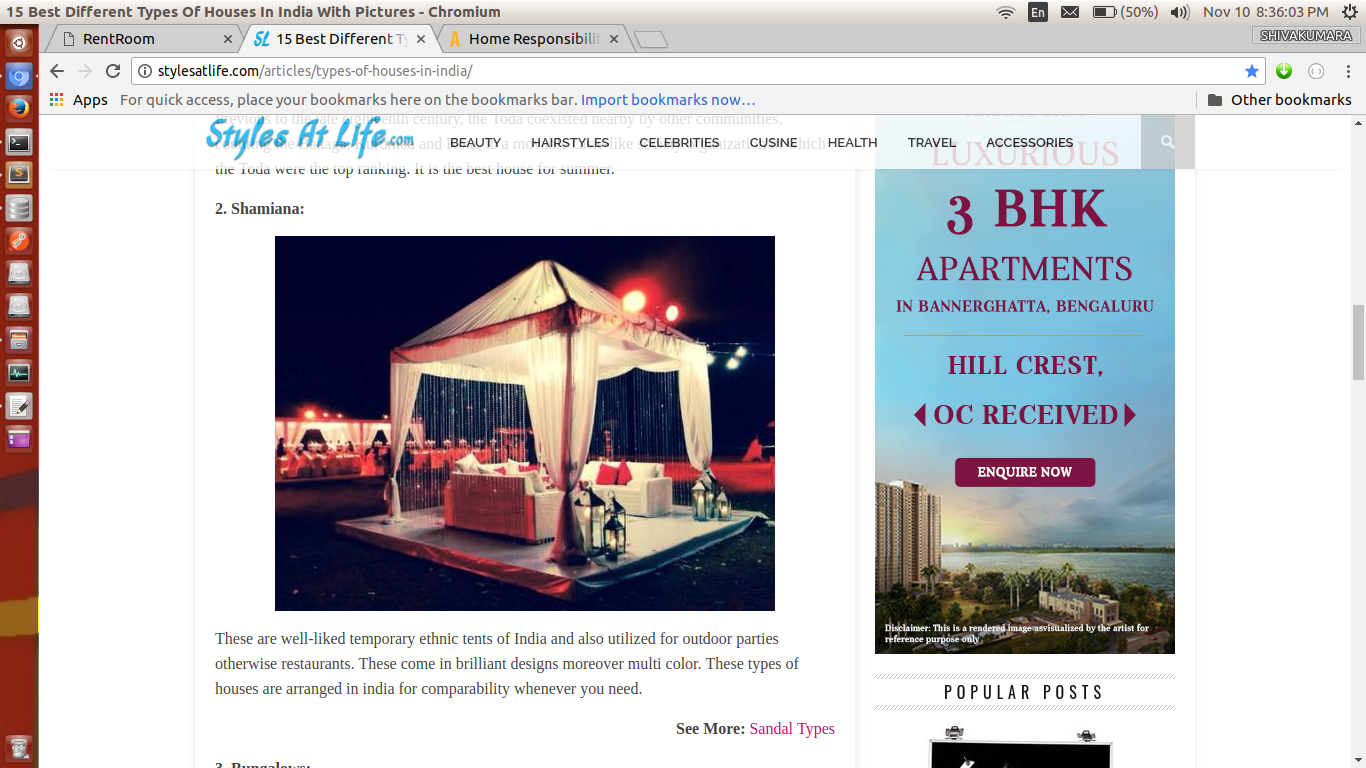 15 Best Different Types Of Houses In India With Pictures - Chromium
En
(50%)
Nov 10 8:36:03 PM
RentRoom
SL 15 Best Different Ty
Home Responsibilit
SHIVAKUMARA
stylesatlife.com/articles/types-of-houses-in-india/
Apps
For quick access, place your bookmarks here on the bookmarks bar. Import bookmarks now…
Other bookmarks
Previous to the late eighteenth century, the Toda coexisted nearby by other communities,
Styles At Life.com
BEAUTY
HAIRSTYLES
CELEBRITIES
CUSINE
HEALTH
TRAVEL
ACCESSORIES
which
the Toda were the top ranking. It is the best house for summer.
2. Shamiana:
These are well-liked temporary ethnic tents of India and also utilized for outdoor parties
otherwise restaurants. These come in brilliant designs moreover multi color. These types of
houses are arranged in india for comparability whenever you need.
See More: Sandal Types
3. Bungalows:
LUXURIOUS
3 BHK
APARTMENTS
IN BANNERGHATTA, BENGALURU
HILL CREST,
OC RECEIVED
ENQUIRE NOW
Disclaimer: This is a rendered image asvisualized by the artist for
reference purpose only
POPULAR POSTS